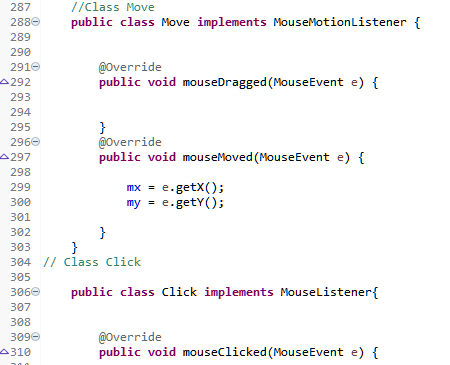 287 //Class Move
288 public class Move implements MouseMotionListener {
289
290
291 @Override
292 public void mouseDragged(MouseEvent e) {
293
294
295 }
296 @Override
297 public void mouseMoved(MouseEvent e) {
298
299 mx = e.getX();
300 my = e.getY();
301
302 }
303 }
304 // Class Click
305
306 public class Click implements MouseListener{
307
308
309 @Override
310 public void mouseClicked(MouseEvent e) {